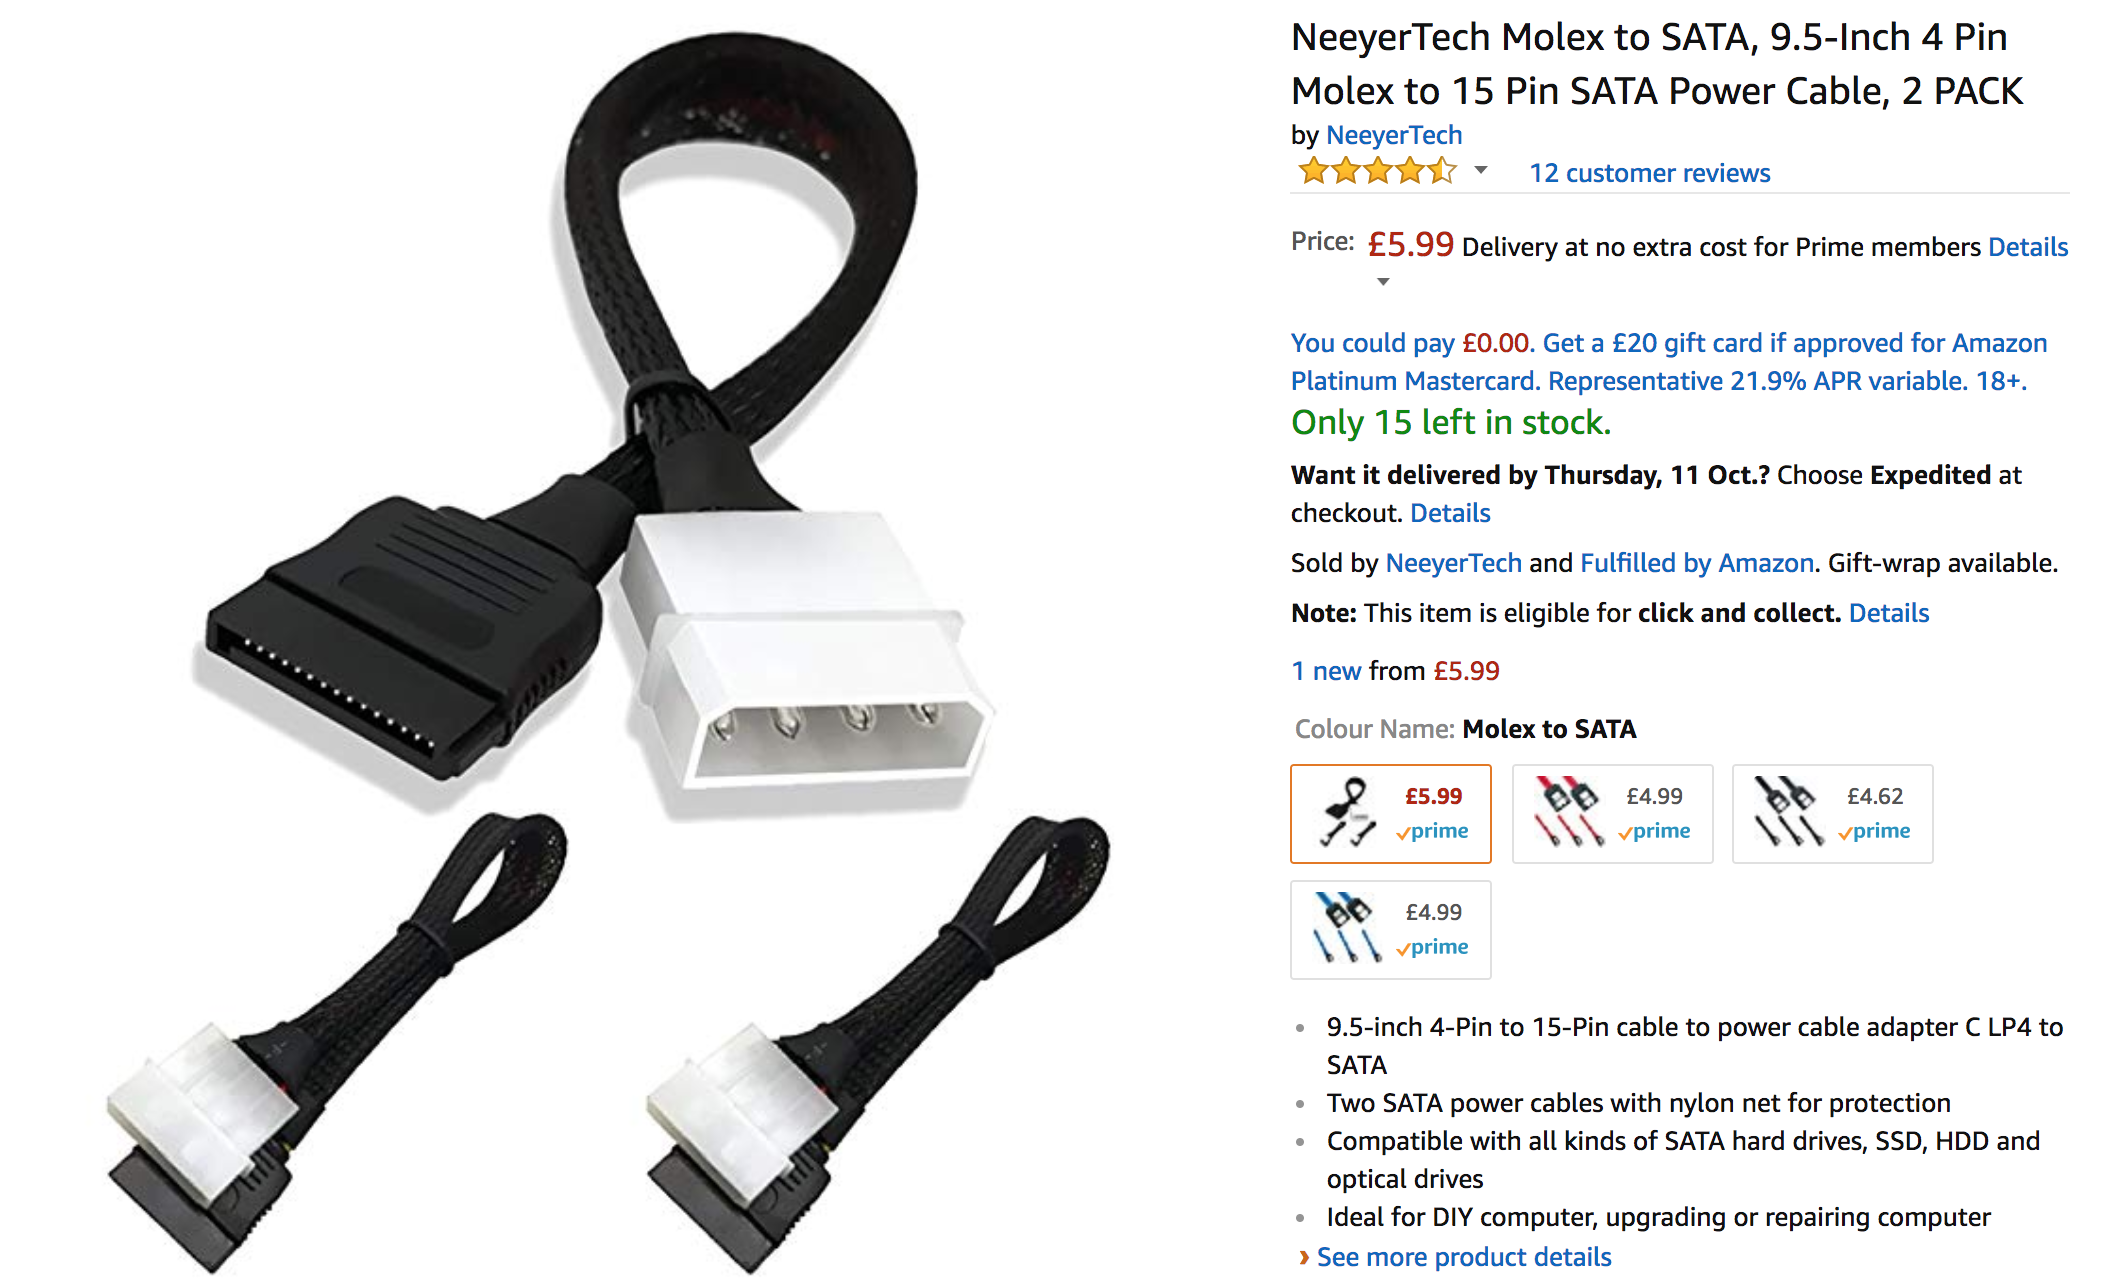 NeeyerTech Molex to SATA, 9.5-Inch 4 Pin
Molex to 15 Pin SATA Power Cable, 2 PACK
by NeeyerTech
12 customer reviews
Price: £5.99 Delivery at no extra cost for Prime members Details
You could pay £0.00. Get a £20 gift card if approved for Amazon
Platinum Mastercard. Representative 21.9% APR variable. 18+.
Only 15 left in stock.
Want it delivered by Thursday, 11 Oct.? Choose Expedited at
checkout. Details
Sold by NeeyerTech and Fulfilled by Amazon. Gift-wrap available.
Note: This item is eligible for click and collect. Details
1 new from £5.99
Colour Name: Molex to SATA
£5.99 £4.99 £4.62
prime prime prime
£4.99
prime
• 9.5-inch 4-Pin to 15-Pin cable to power cable adapter C LP4 to
SATA
• Two SATA power cables with nylon net for protection
• Compatible with all kinds of SATA hard drives, SSD, HDD and
optical drives
• Ideal for DIY computer, upgrading or repairing computer
› See more product details